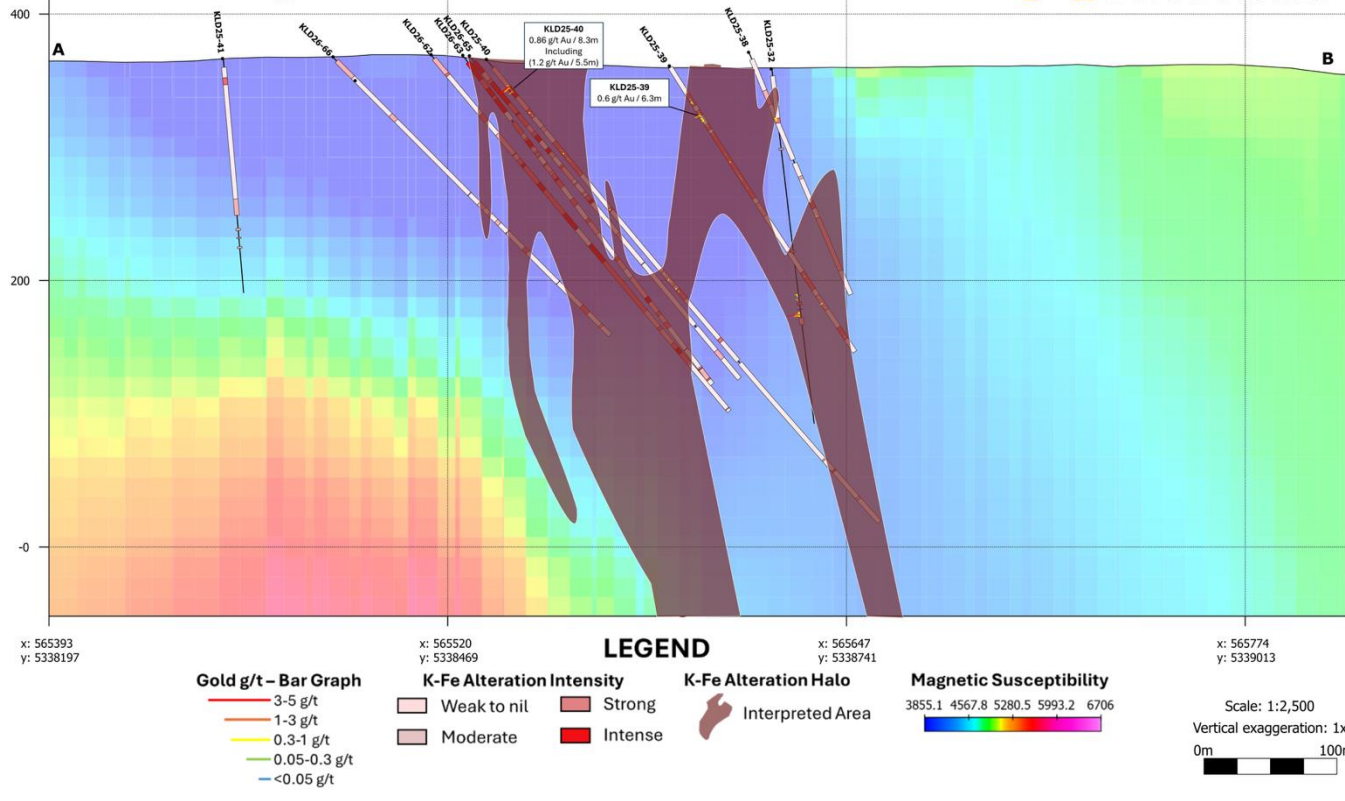 400
A
B
KLD25-41
KLD26-66
KLD26-62
KLD26-63
KLD26-65
KLD25-40
KLD25-39
KLD25-38
KLD25-32
KLD25-40
0.86 g/t Au / 8.3m
Including
(1.2 g/t Au / 5.5m)
KLD25-39
0.6 g/t Au / 6.3m
200
-0
x: 565393
y: 5338197
x: 565520
y: 5338469
x: 565647
y: 5338741
x: 565774
y: 5339013
LEGEND
Gold g/t – Bar Graph
3-5 g/t
1-3 g/t
0.3-1 g/t
0.05-0.3 g/t
<0.05 g/t
K-Fe Alteration Intensity
Weak to nil
Moderate
Strong
Intense
K-Fe Alteration Halo
Interpreted Area
Magnetic Susceptibility
3855.1 4567.8 5280.5 5993.2 6706
Scale: 1:2,500
Vertical exaggeration: 1x
0m 100m